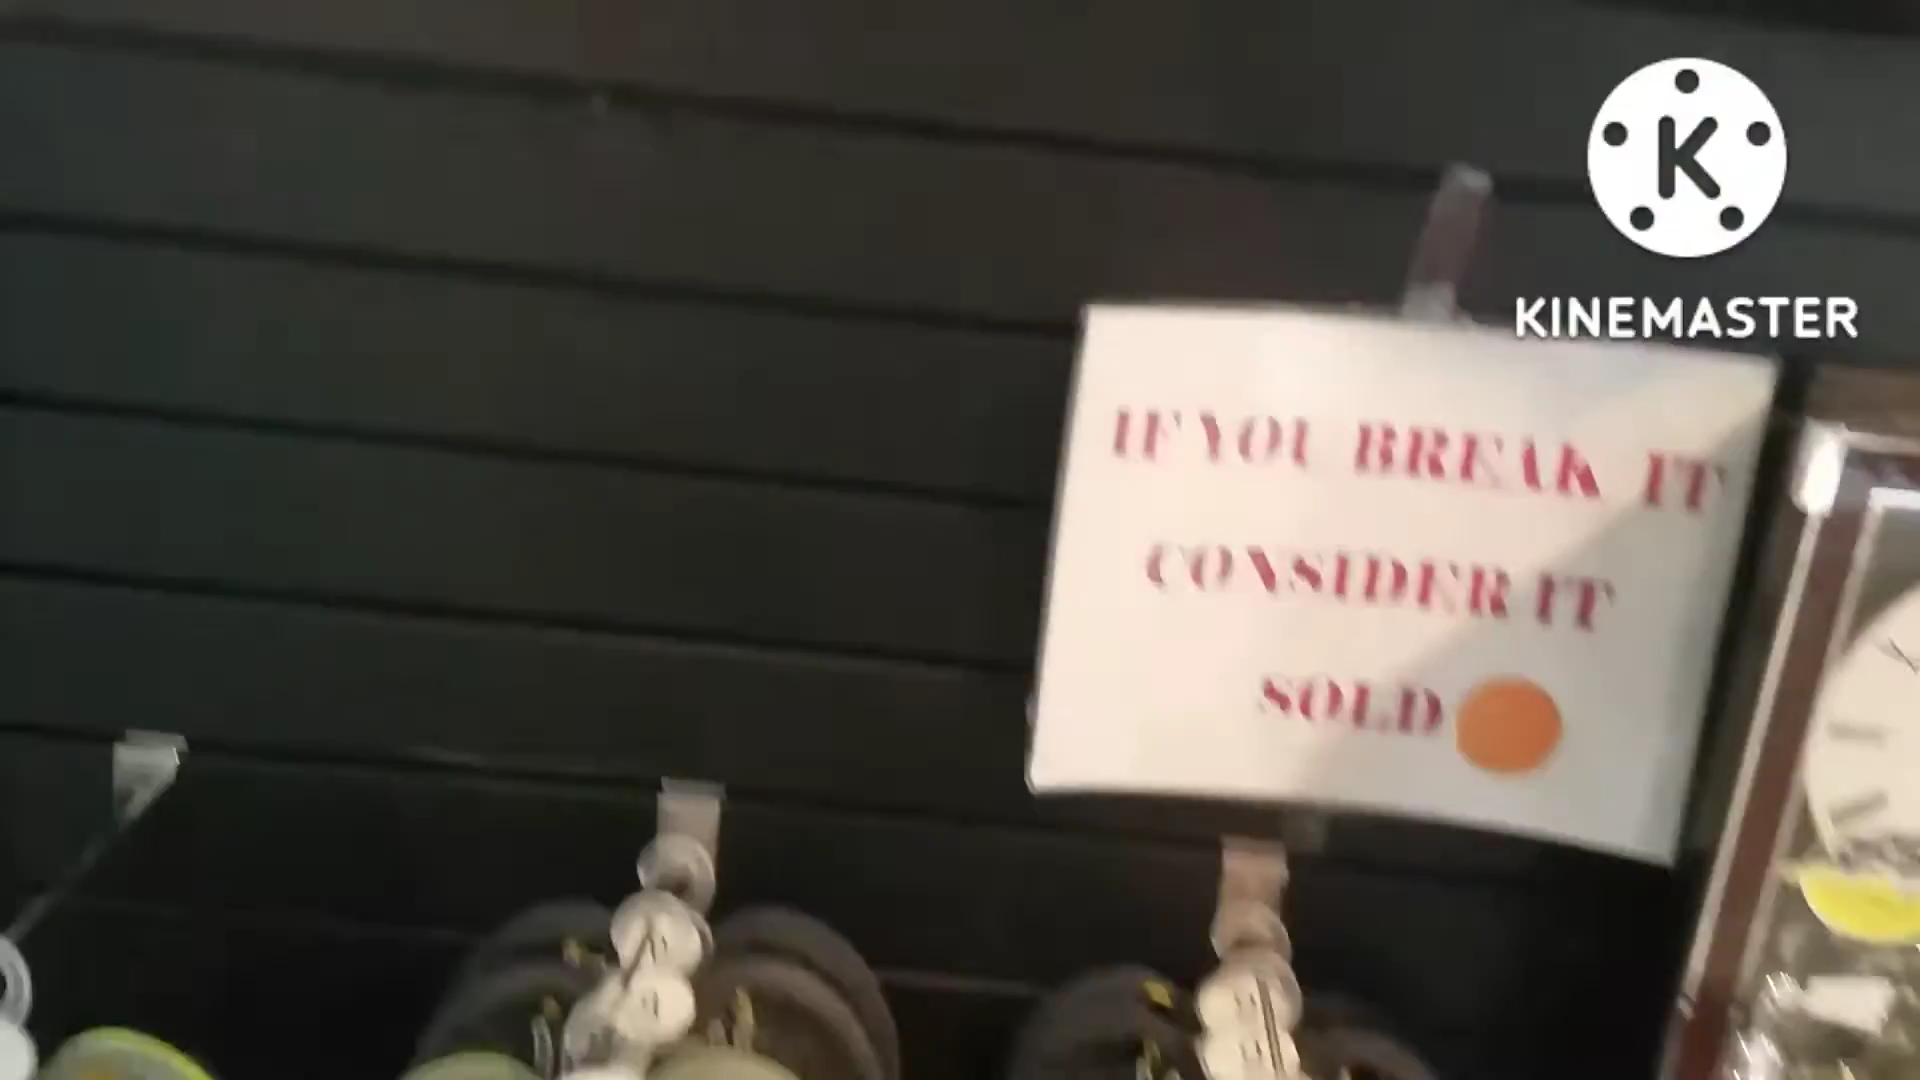 K
KINEMASTER
IF YOU BREAK IT
CONSIDER IT
SOLD